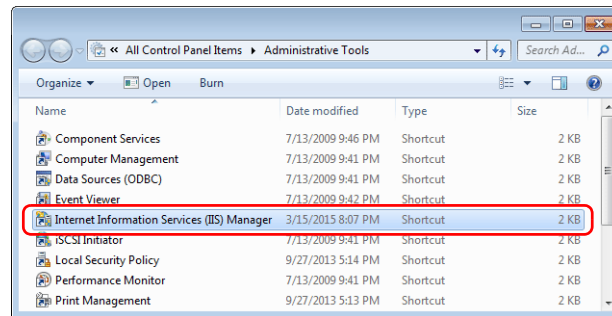 « All Control Panel Items ▸ Administrative Tools Search Ad...
Organize ▼ Open Burn
Name Date modified Type Size
Component Services 7/13/2009 9:46 PM Shortcut 2 KB
Computer Management 7/13/2009 9:41 PM Shortcut 2 KB
Data Sources (ODBC) 7/13/2009 9:41 PM Shortcut 2 KB
Event Viewer 7/13/2009 9:42 PM Shortcut 2 KB
Internet Information Services (IIS) Manager 3/15/2015 8:07 PM Shortcut 2 KB
iSCSI Initiator 7/13/2009 9:41 PM Shortcut 2 KB
Local Security Policy 9/27/2013 5:14 PM Shortcut 2 KB
Performance Monitor 7/13/2009 9:41 PM Shortcut 2 KB
Print Management 9/27/2013 5:13 PM Shortcut 2 KB